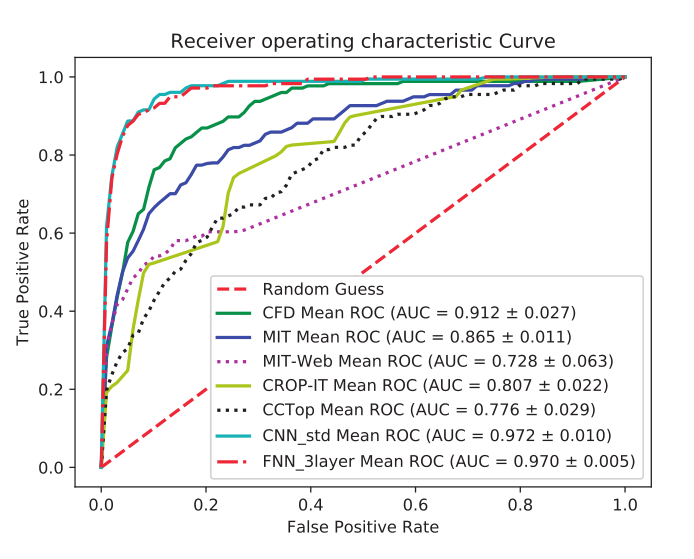 Receiver operating characteristic Curve
True Positive Rate
1.0
0.8
0.6
0.4
0.2
0.0
Random Guess
CFD Mean ROC (AUC = 0.912 ± 0.027)
MIT Mean ROC (AUC = 0.865 ± 0.011)
MIT-Web Mean ROC (AUC = 0.728 ± 0.063)
CROP-IT Mean ROC (AUC = 0.807 ± 0.022)
CCTop Mean ROC (AUC = 0.776 ± 0.029)
CNN_std Mean ROC (AUC = 0.972 ± 0.010)
FNN_3layer Mean ROC (AUC = 0.970 ± 0.005)
0.0 0.2 0.4 0.6 0.8 1.0
False Positive Rate